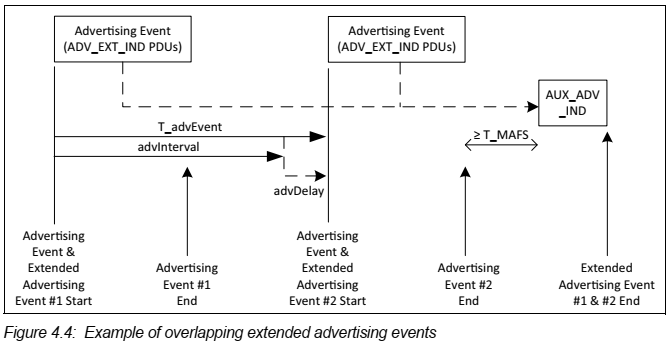 Advertising Event
(ADV_EXT_IND PDUs)
Advertising Event
(ADV_EXT_IND PDUs)
AUX_ADV
_IND
T_advEvent
≥ T_MAFS
advInterval
advDelay
Advertising
Event &
Extended
Advertising
Event #1 Start
Advertising
Event #1
End
Advertising
Event &
Extended
Advertising
Event #2 Start
Advertising
Event #2
End
Extended
Advertising Event
#1 & #2 End
Figure 4.4: Example of overlapping extended advertising events